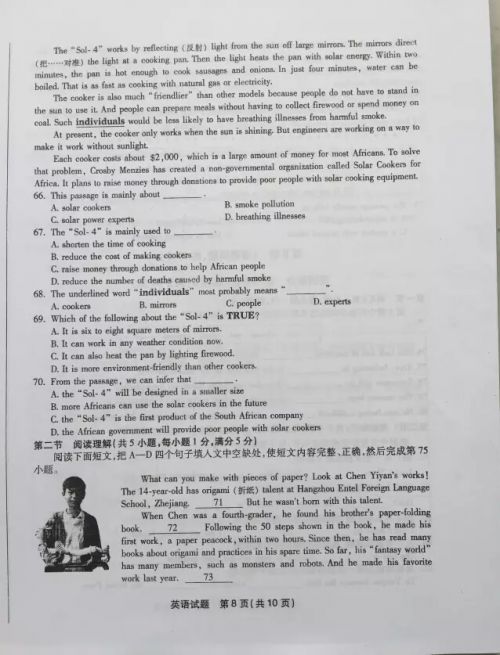 The “Sol- 4” works by reflecting (反射) light from the sun off large mirrors. The mirrors direct
(把……对准) the light at a cooking pan. Then the light heats the pan with solar energy. Within two
minutes, the pan is hot enough to cook sausages and onions. In just four minutes, water can be
boiled. That is as fast as cooking with natural gas or electricity.
The cooker is also much “friendlier” than other models because people do not have to stand in
the sun to use it. And people can prepare meals without having to collect firewood or spend money on
coal. Such individuals would be less likely to have breathing illnesses from harmful smoke.
At present, the cooker only works when the sun is shining. But engineers are working on a way to
make it work without sunlight.
Each cooker costs about $2,000, which is a large amount of money for most Africans. To solve
that problem, Crosby Menzies has created a non-governmental organization called Solar Cookers for
Africa. It plans to raise money through donations to provide poor people with solar cooking equipment.
66. This passage is mainly about ________.
A. solar cookers B. smoke pollution
C. solar power experts D. breathing illnesses
67. The “Sol- 4” is mainly used to ________.
A. shorten the time of cooking
B. reduce the cost of making cookers
C. raise money through donations to help African people
D. reduce the number of deaths caused by harmful smoke
68. The underlined word “individuals” most probably means “________”.
A. cookers B. mirrors C. people D. experts
69. Which of the following about the “Sol- 4” is TRUE?
A. It is six to eight square meters of mirrors.
B. It can work in any weather condition now.
C. It can also heat the pan by lighting firewood.
D. It is more environment-friendly than other cookers.
70. From the passage, we can infer that ________.
A. the “Sol- 4” will be designed in a smaller size
B. more Africans can use the solar cookers in the future
C. the “Sol- 4” is the first product of the South African company
D. the African government will provide poor people with solar cookers
第二节 阅读理解(共5小题,每小题1分,满分5分)
阅读下面短文,把A—D四个句子填入文中空缺处,使短文内容完整、正确,然后完成第75
小题。
What can you make with pieces of paper? Look at Chen Yiyan's works!
The 14-year-old has origami (折纸) talent at Hangzhou Entel Foreign Language
School, Zhejiang. 71 But he wasn't born with this talent.
When Chen was a fourth-grader, he found his brother's paper-folding
book. 72 Following the 50 steps shown in the book, he made his
first work, a paper peacock, within two hours. Since then, he has read many
books about origami and practices in his spare time. So far, his “fantasy world”
has many members, such as monsters and robots. And he made his favorite
work last year. 73
英语试题 第8页(共10页)